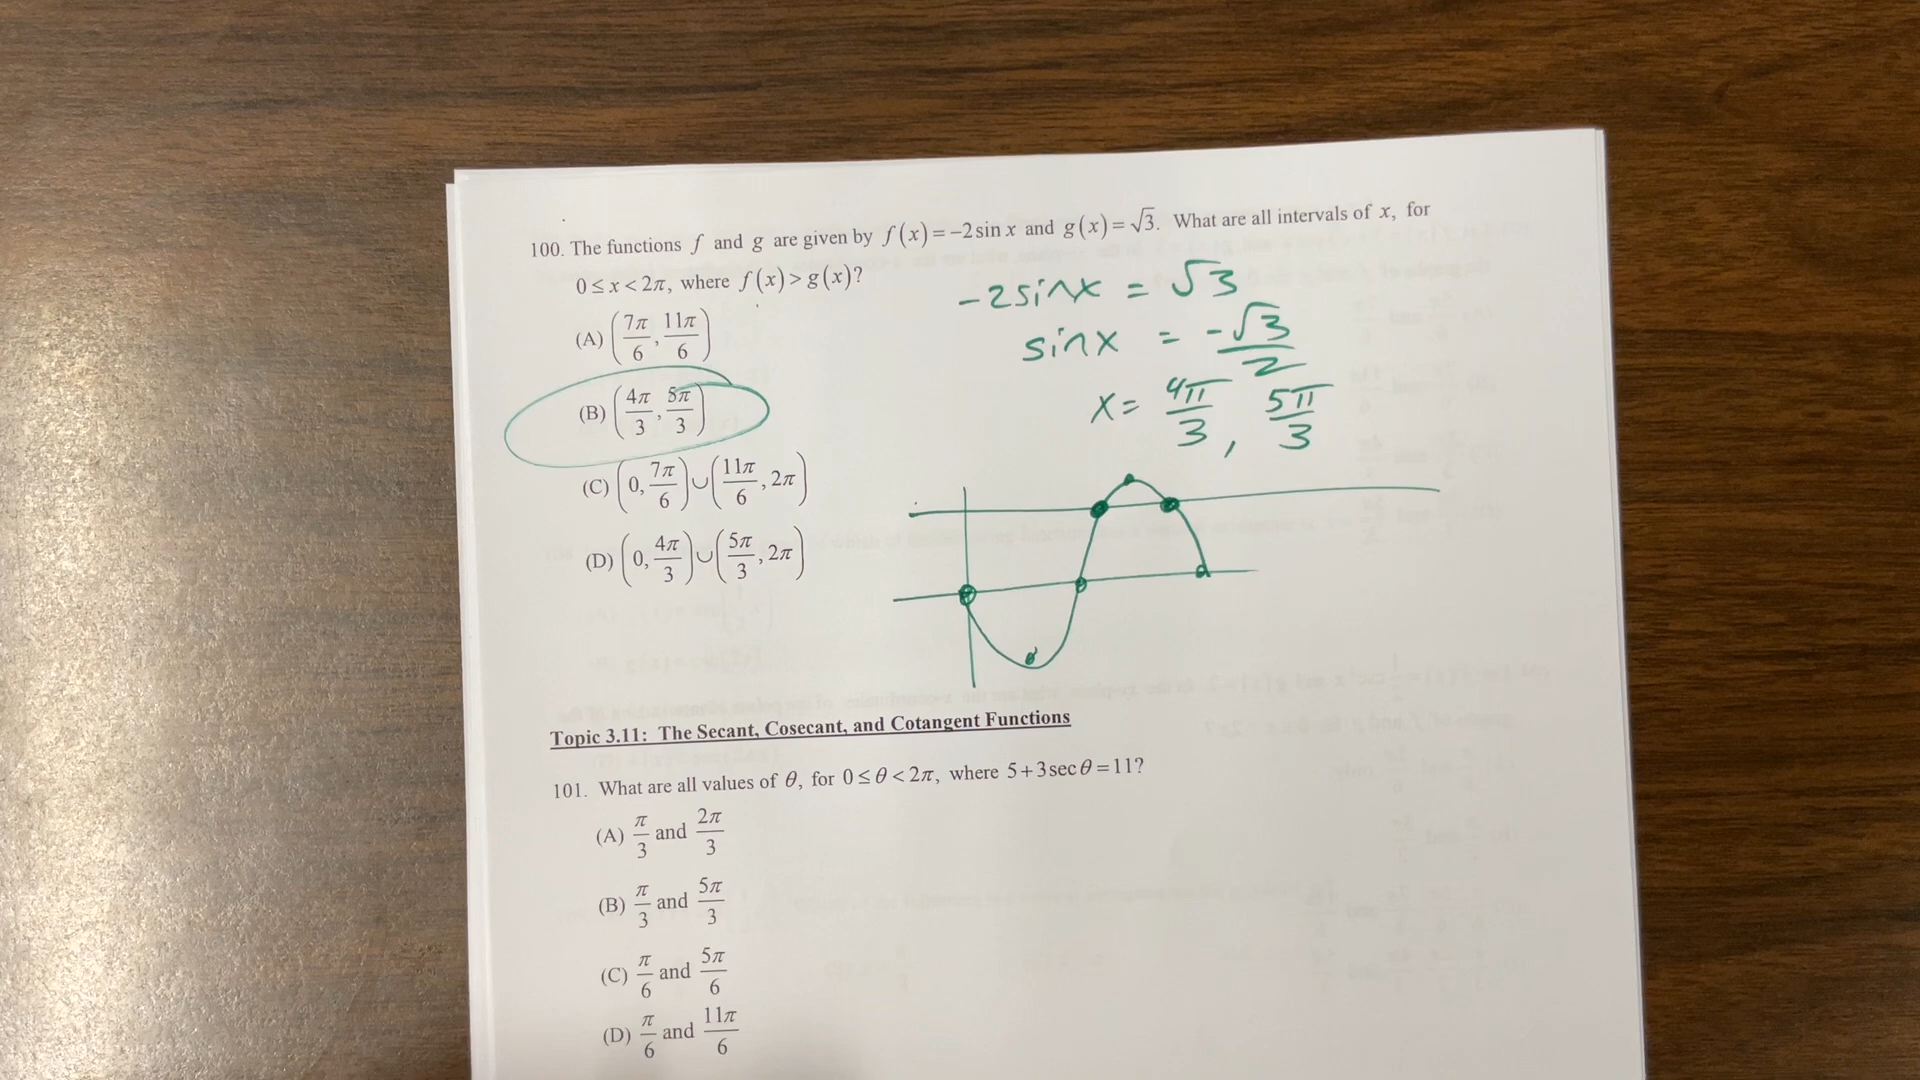 100. The functions f and g are given by f(x)=−2sin x and g(x)=√3. What are all intervals of x, for
0≤x<2π, where f(x)>g(x)?
(A) (7π/6, 11π/6)
(B) (4π/3, 5π/3)
(C) (0, 7π/6)∪(11π/6, 2π)
(D) (0, 4π/3)∪(5π/3, 2π)
-2sinx = √3
sinx = -√3/2
x= 4π/3, 5π/3
Topic 3.11: The Secant, Cosecant, and Cotangent Functions
101. What are all values of θ, for 0≤θ<2π, where 5+3secθ=11?
(A) π/3 and 2π/3
(B) π/3 and 5π/3
(C) π/6 and 5π/6
(D) π/6 and 11π/6